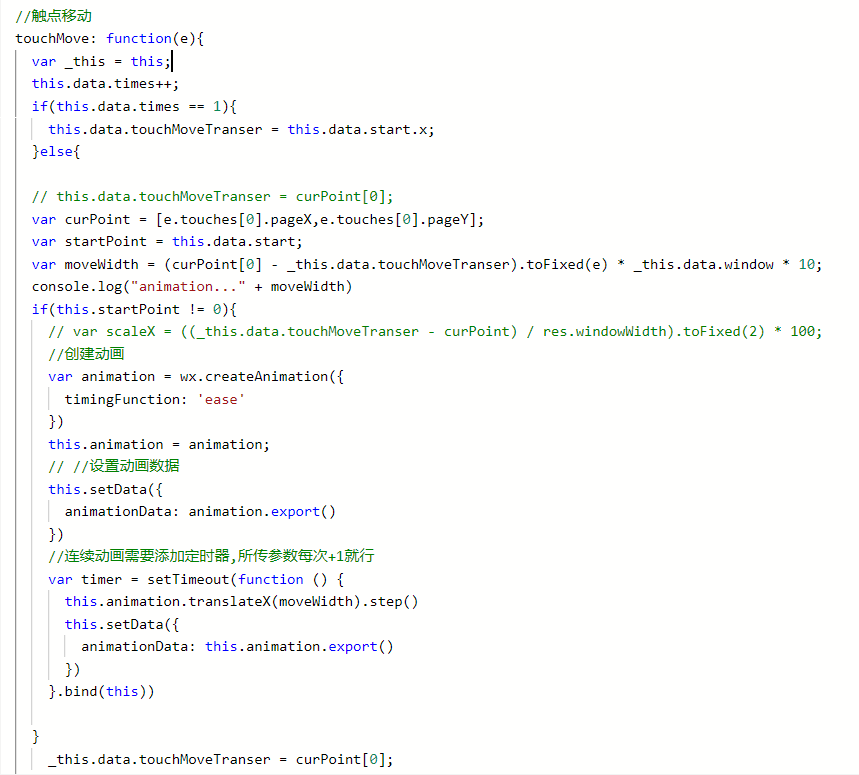 //触点移动
touchMove: function(e){
var _this = this;
this.data.times++;
if(this.data.times == 1){
this.data.touchMoveTranser = this.data.start.x;
}else{
// this.data.touchMoveTranser = curPoint[0];
var curPoint = [e.touches[0].pageX,e.touches[0].pageY];
var startPoint = this.data.start;
var moveWidth = (curPoint[0] - _this.data.touchMoveTranser).toFixed(e) * _this.data.window * 10;
console.log("animation..." + moveWidth)
if(this.startPoint != 0){
// var scaleX = ((_this.data.touchMoveTranser - curPoint) / res.windowWidth).toFixed(2) * 100;
//创建动画
var animation = wx.createAnimation({
timingFunction: 'ease'
})
this.animation = animation;
// //设置动画数据
this.setData({
animationData: animation.export()
})
//连续动画需要添加定时器,所传参数每次+1就行
var timer = setTimeout(function () {
this.animation.translateX(moveWidth).step()
this.setData({
animationData: this.animation.export()
})
}.bind(this))
}
_this.data.touchMoveTranser = curPoint[0];